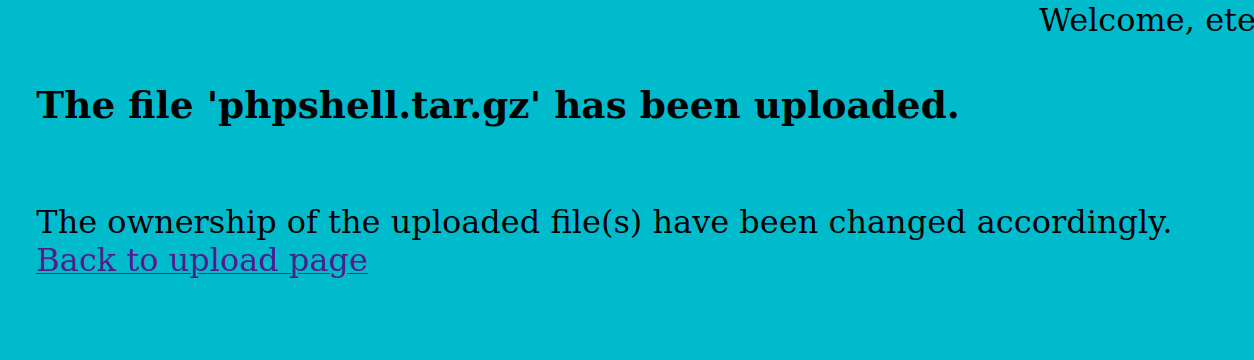 Welcome, ete
The file 'phpshell.tar.gz' has been uploaded.
The ownership of the uploaded file(s) have been changed accordingly.
Back to upload page